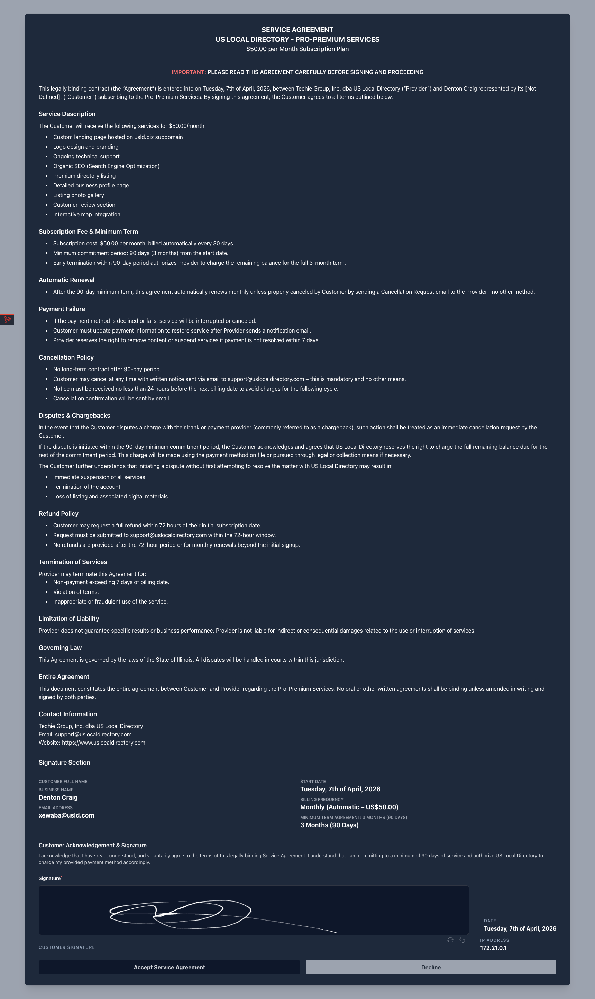 SERVICE AGREEMENT
US LOCAL DIRECTORY - PRO-PREMIUM SERVICES
$50.00 per Month Subscription Plan
IMPORTANT: PLEASE READ THIS AGREEMENT CAREFULLY BEFORE SIGNING AND PROCEEDING
This legally binding contract (the “Agreement”) is entered into on Tuesday, 7th of April, 2026, between Techie Group, Inc. dba US Local Directory (“Provider”) and Denton Craig represented by its [Not
Defined], (“Customer”) subscribing to the Pro-Premium Services. By signing this agreement, the Customer agrees to all terms outlined below.
Service Description
The Customer will receive the following services for $50.00/month:
• Custom landing page hosted on usld.biz subdomain
• Logo design and branding
• Ongoing technical support
• Organic SEO (Search Engine Optimization)
• Premium directory listing
• Detailed business profile page
• Listing photo gallery
• Customer review section
• Interactive map integration
Subscription Fee & Minimum Term
• Subscription cost: $50.00 per month, billed automatically every 30 days.
• Minimum commitment period: 90 days (3 months) from the start date.
• Early termination within 90-day period authorizes Provider to charge the remaining balance for the full 3-month term.
Automatic Renewal
• After the 90-day minimum term, this agreement automatically renews monthly unless properly canceled by Customer by sending a Cancellation Request email to the Provider—no other method.
Payment Failure
• If the payment method is declined or fails, service will be interrupted or canceled.
• Customer must update payment information to restore service after Provider sends a notification email.
• Provider reserves the right to remove content or suspend services if payment is not resolved within 7 days.
Cancellation Policy
• No long-term contract after 90-day period.
• Customer may cancel at any time with written notice sent via email to support@uslocaldirectory.com – this is mandatory and no other means.
• Notice must be received no less than 24 hours before the next billing date to avoid charges for the following cycle.
• Cancellation confirmation will be sent by email.
Disputes & Chargebacks
In the event that the Customer disputes a charge with their bank or payment provider (commonly referred to as a chargeback), such action shall be treated as an immediate cancellation request by the
Customer.
If the dispute is initiated within the 90-day minimum commitment period, the Customer acknowledges and agrees that US Local Directory reserves the right to charge the full remaining balance due for the
rest of the commitment period. This charge will be made using the payment method on file or pursued through legal or collection means if necessary.
The Customer further understands that initiating a dispute without first attempting to resolve the matter with US Local Directory may result in:
• Immediate suspension of all services
• Termination of the account
• Loss of listing and associated digital materials
Refund Policy
• Customer may request a full refund within 72 hours of their initial subscription date.
• Request must be submitted to support@uslocaldirectory.com within the 72-hour window.
• No refunds are provided after the 72-hour period or for monthly renewals beyond the initial signup.
Termination of Services
Provider may terminate this Agreement for:
• Non-payment exceeding 7 days of billing date.
• Violation of terms.
• Inappropriate or fraudulent use of the service.
Limitation of Liability
Provider does not guarantee specific results or business performance. Provider is not liable for indirect or consequential damages related to the use or interruption of services.
Governing Law
This Agreement is governed by the laws of the State of Illinois. All disputes will be handled in courts within this jurisdiction.
Entire Agreement
This document constitutes the entire agreement between Customer and Provider regarding the Pro-Premium Services. No oral or other written agreements shall be binding unless amended in writing and
signed by both parties.
Contact Information
Techie Group, Inc. dba US Local Directory
Email: support@uslocaldirectory.com
Website: https://www.uslocaldirectory.com
Signature Section
CUSTOMER FULL NAME
BUSINESS NAME
Denton Craig
EMAIL ADDRESS
xewaba@usld.com
START DATE
Tuesday, 7th of April, 2026
BILLING FREQUENCY
Monthly (Automatic – US$50.00)
MINIMUM TERM AGREEMENT: 3 MONTHS (90 DAYS)
3 Months (90 Days)
Customer Acknowledgement & Signature
I acknowledge that I have read, understood, and voluntarily agree to the terms of this legally binding Service Agreement. I understand that I am committing to a minimum of 90 days of service and authorize US Local Directory to
charge my provided payment method accordingly.
Signature*
CUSTOMER SIGNATURE
DATE
Tuesday, 7th of April, 2026
IP ADDRESS
172.21.0.1
Accept Service Agreement
Decline